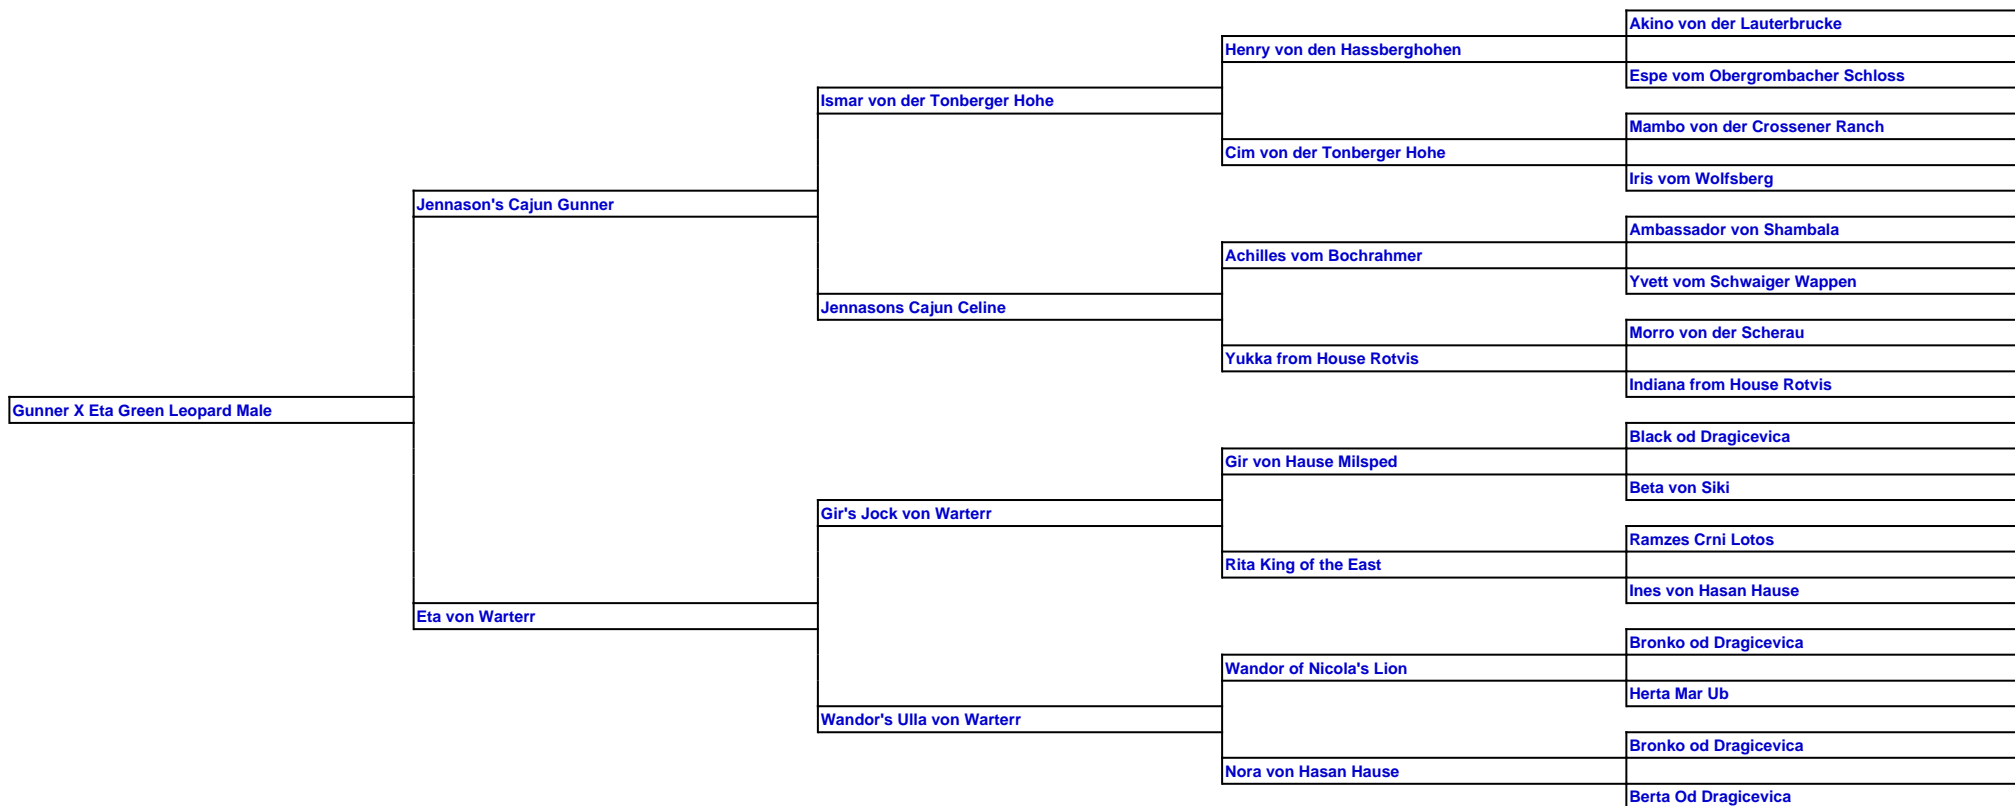 Akino von der Lauterbrucke
Henry von den Hassberghohen
Espe vom Obergrombacher Schloss
Ismar von der Tonberger Hohe
Mambo von der Crossener Ranch
Cim von der Tonberger Hohe
Iris vom Wolfsberg
Jennason's Cajun Gunner
Ambassador von Shambala
Achilles vom Bochrahmer
Yvett vom Schwaiger Wappen
Jennasons Cajun Celine
Morro von der Scherau
Yukka from House Rotvis
Indiana from House Rotvis
Gunner X Eta Green Leopard Male
Black od Dragicevica
Gir von Hause Milsped
Beta von Siki
Gir's Jock von Warterr
Ramzes Crni Lotos
Rita King of the East
Ines von Hasan Hause
Eta von Warterr
Bronko od Dragicevica
Wandor of Nicola's Lion
Herta Mar Ub
Wandor's Ulla von Warterr
Bronko od Dragicevica
Nora von Hasan Hause
Berta Od Dragicevica